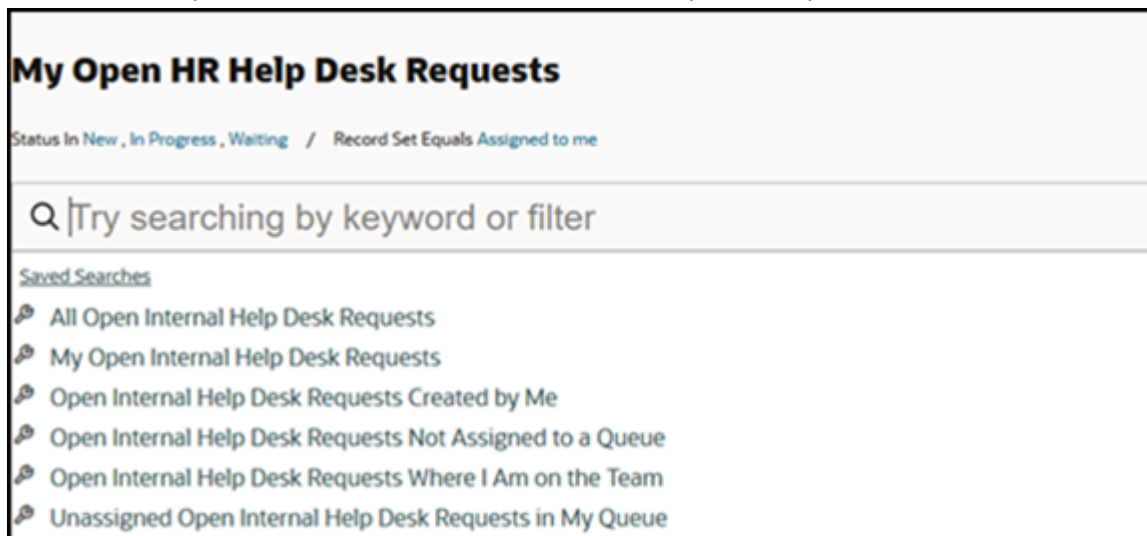 My Open HR Help Desk Requests
Status In New , In Progress , Waiting / Record Set Equals Assigned to me
Try searching by keyword or filter
Saved Searches
All Open Internal Help Desk Requests
My Open Internal Help Desk Requests
Open Internal Help Desk Requests Created by Me
Open Internal Help Desk Requests Not Assigned to a Queue
Open Internal Help Desk Requests Where I Am on the Team
Unassigned Open Internal Help Desk Requests in My Queue